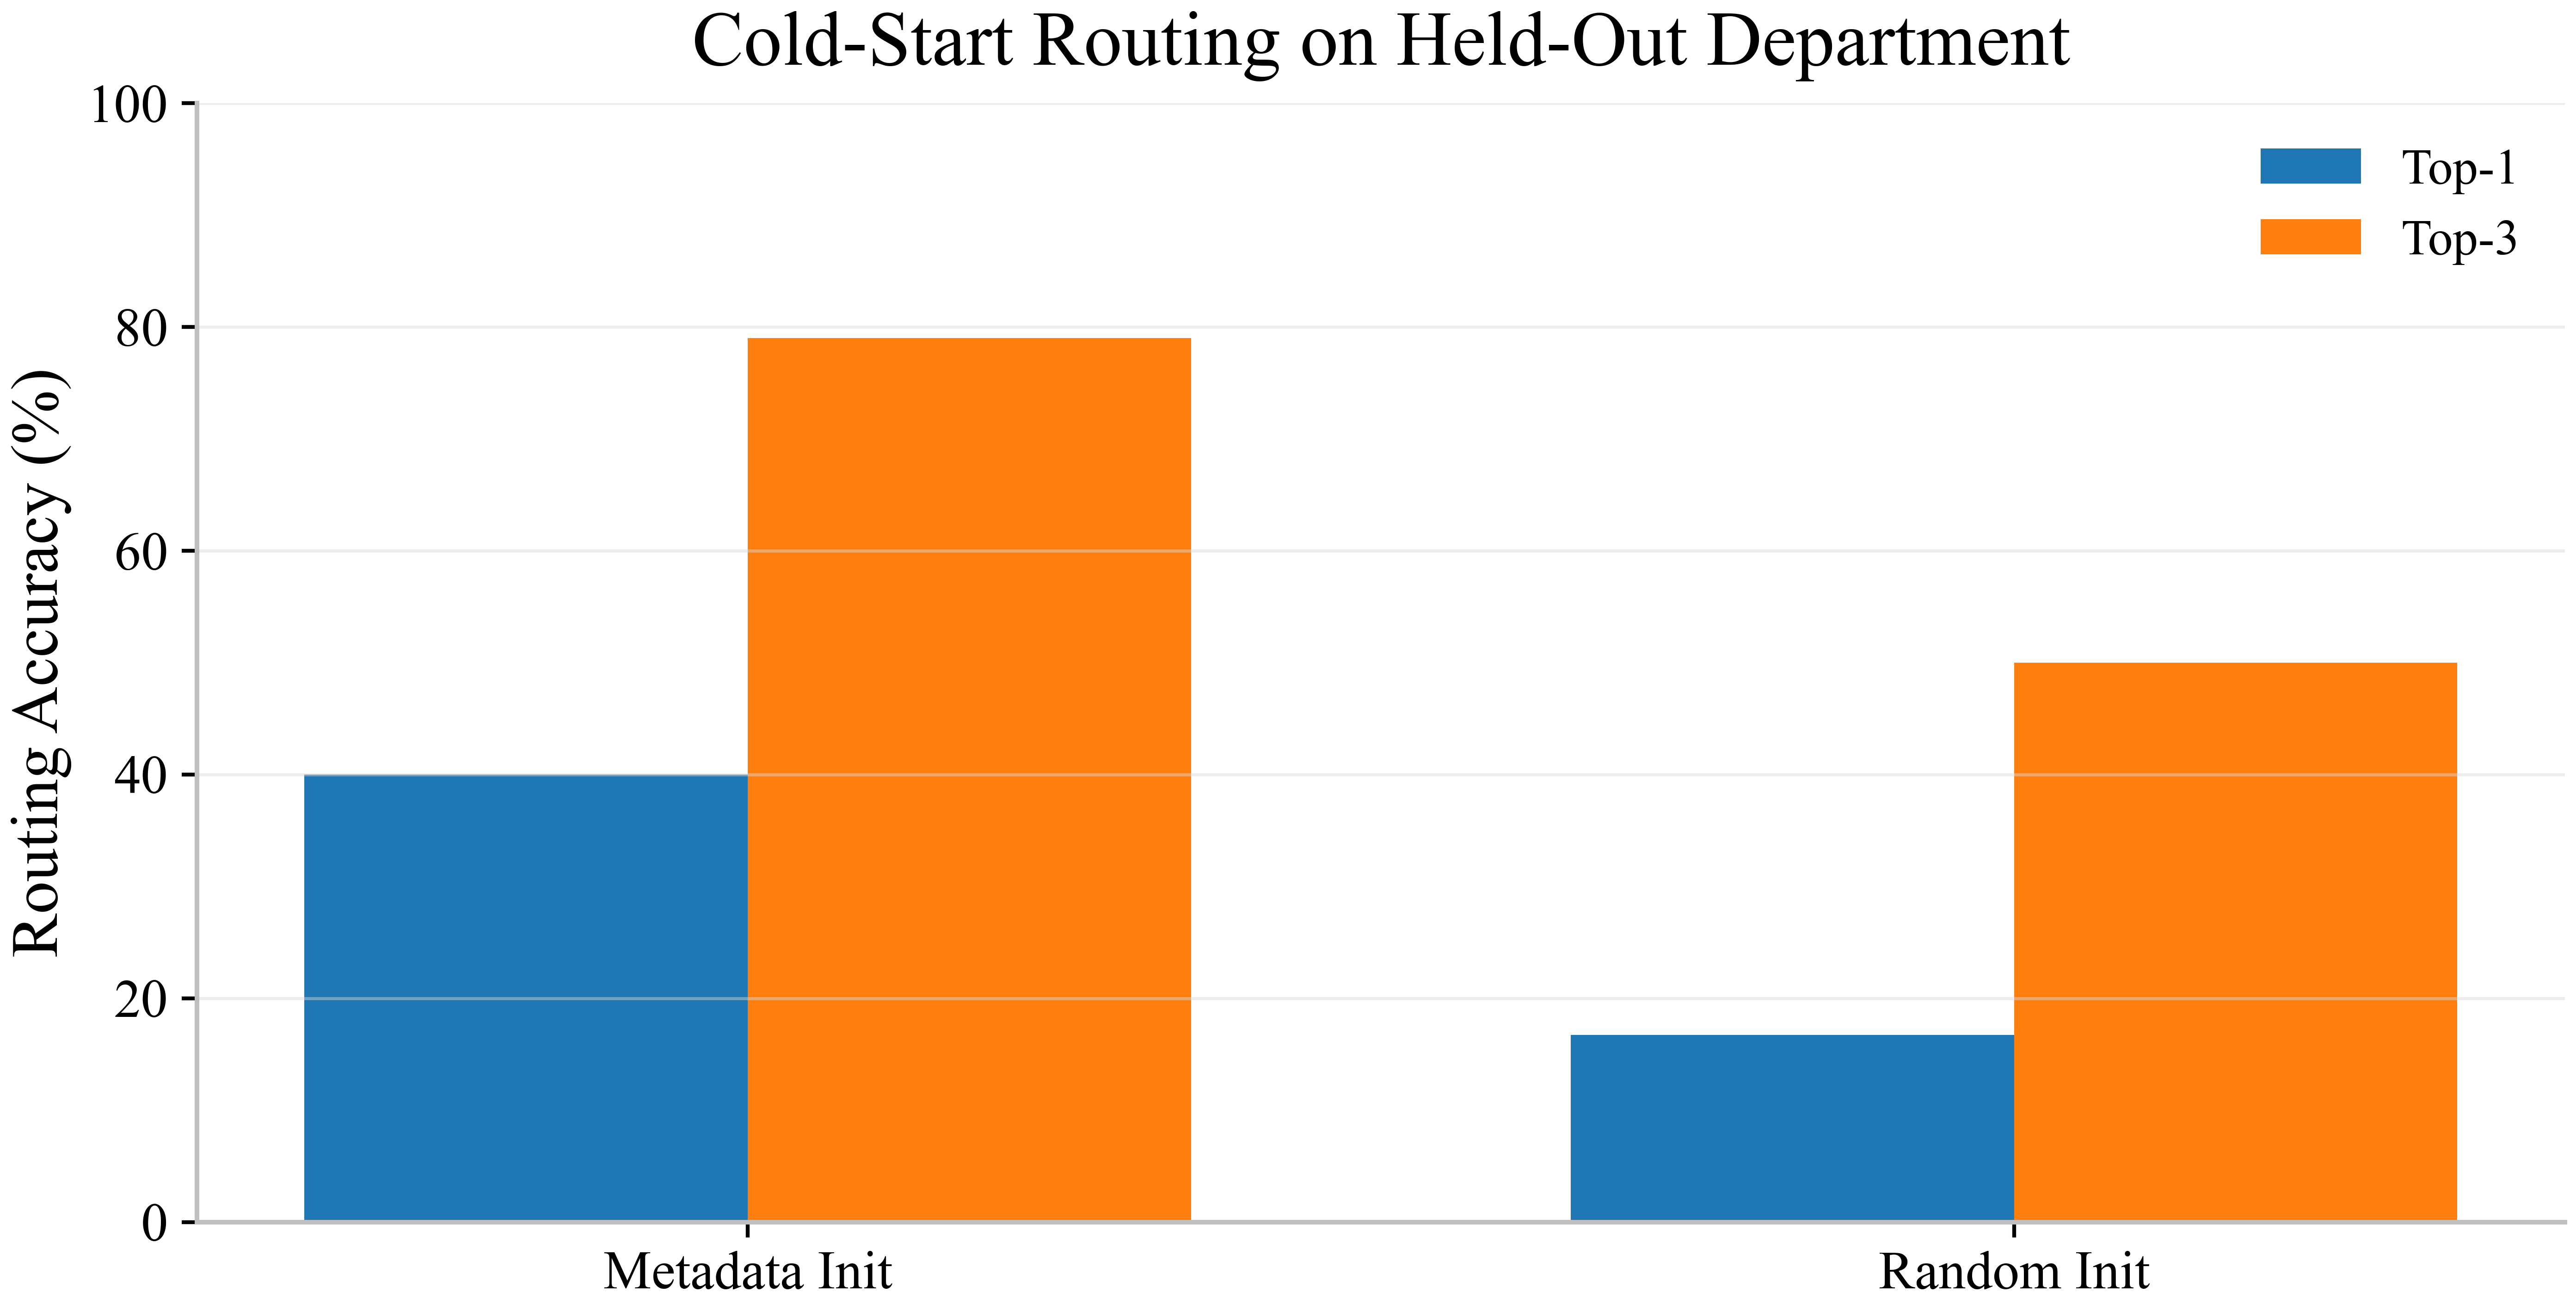 Cold-Start Routing on Held-Out Department
Routing Accuracy (%)
100
80
60
40
20
0
Top-1
Top-3
Metadata Init
Random Init